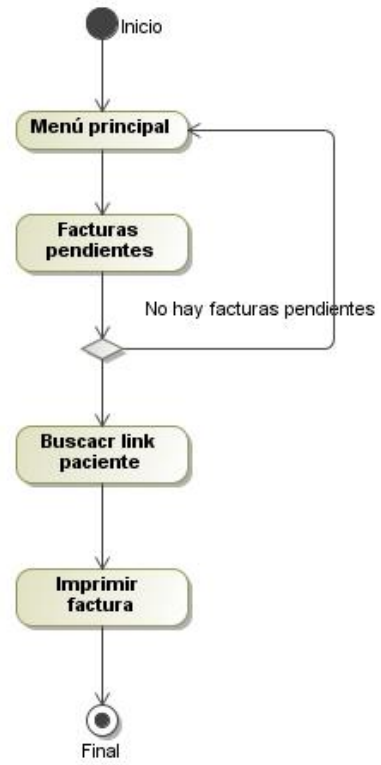 Inicio
Menú principal
Facturas
pendientes
No hay facturas pendientes
Buscacr link
paciente
Imprimir
factura
Final